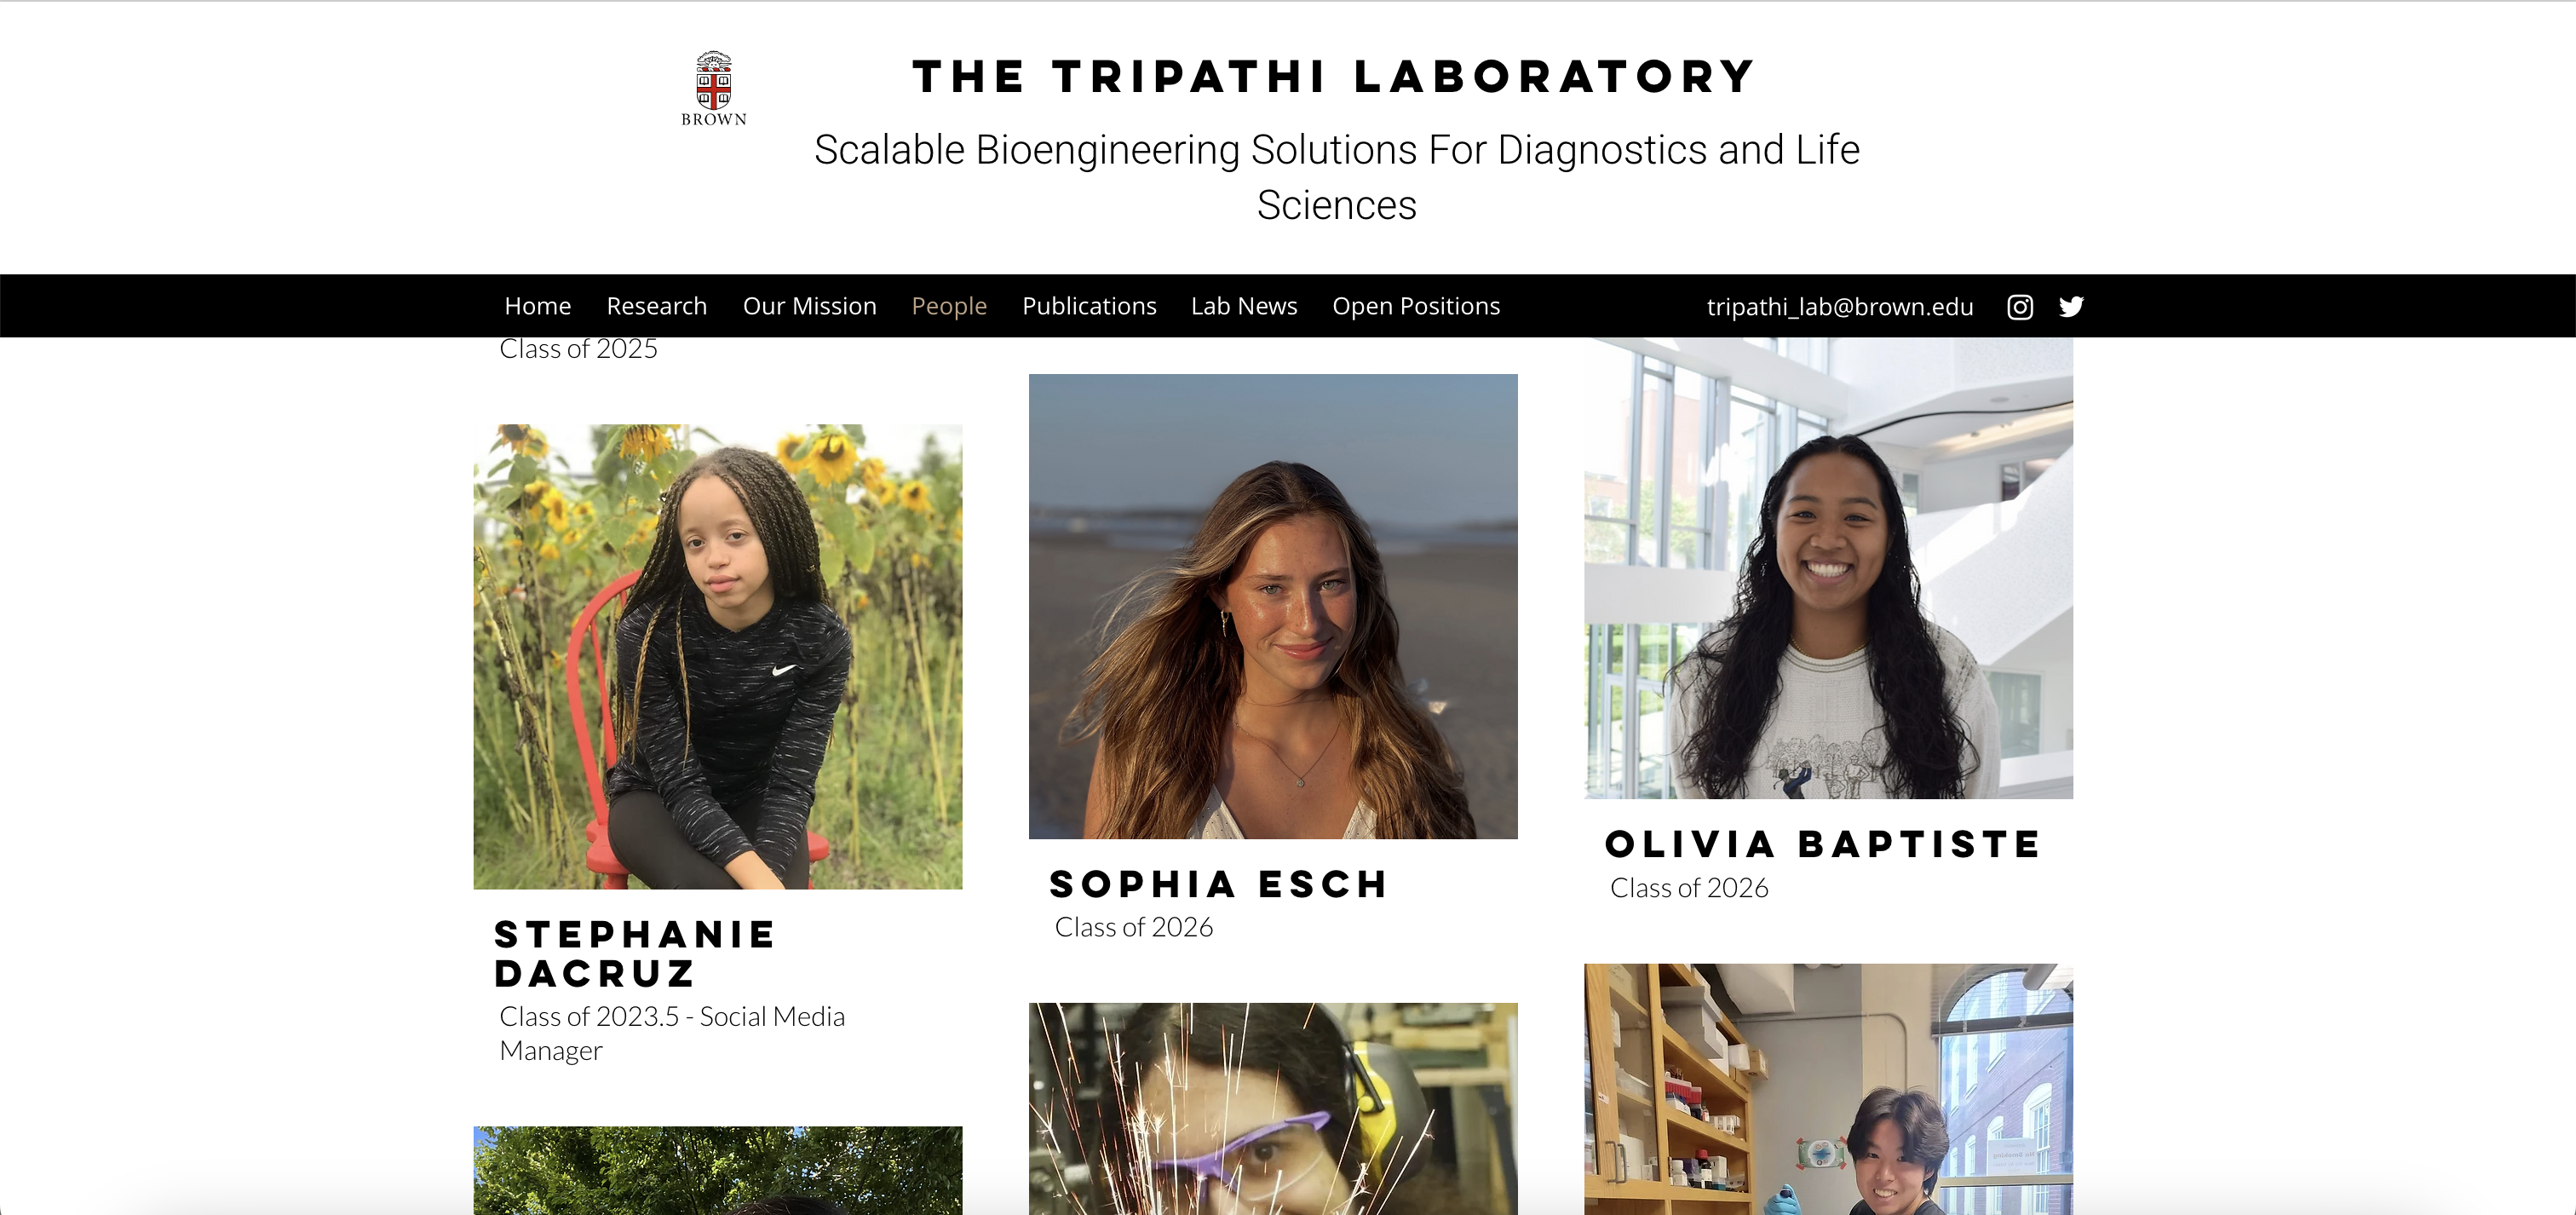 THE TRIPATHI LABORATORY
BROWN
Scalable Bioengineering Solutions For Diagnostics and Life
Sciences
Home Research Our Mission People Publications Lab News Open Positions tripathi_lab@brown.edu
Class of 2025
STEPHANIE
DACRUZ
Class of 2023.5 - Social Media
Manager
SOPHIA ESCH
Class of 2026
OLIVIA BAPTISTE
Class of 2026